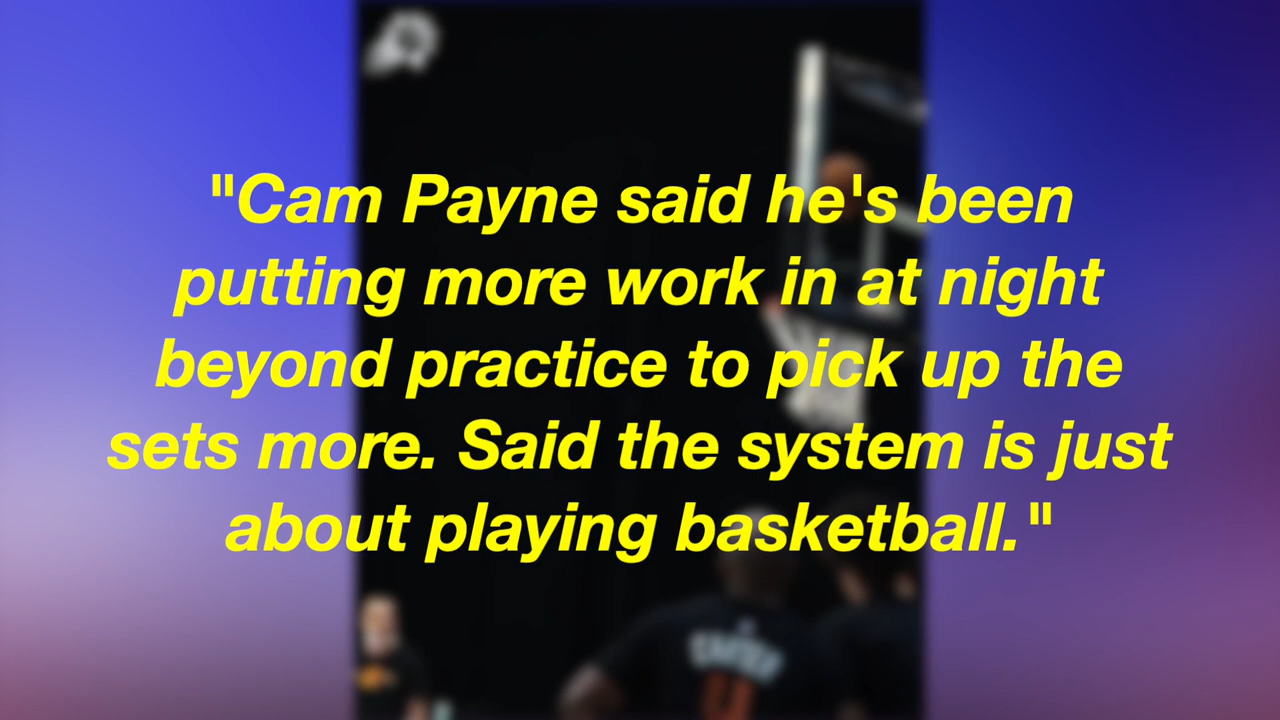 "Cam Payne said he's been
putting more work in at night
beyond practice to pick up the
sets more. Said the system is just
about playing basketball."